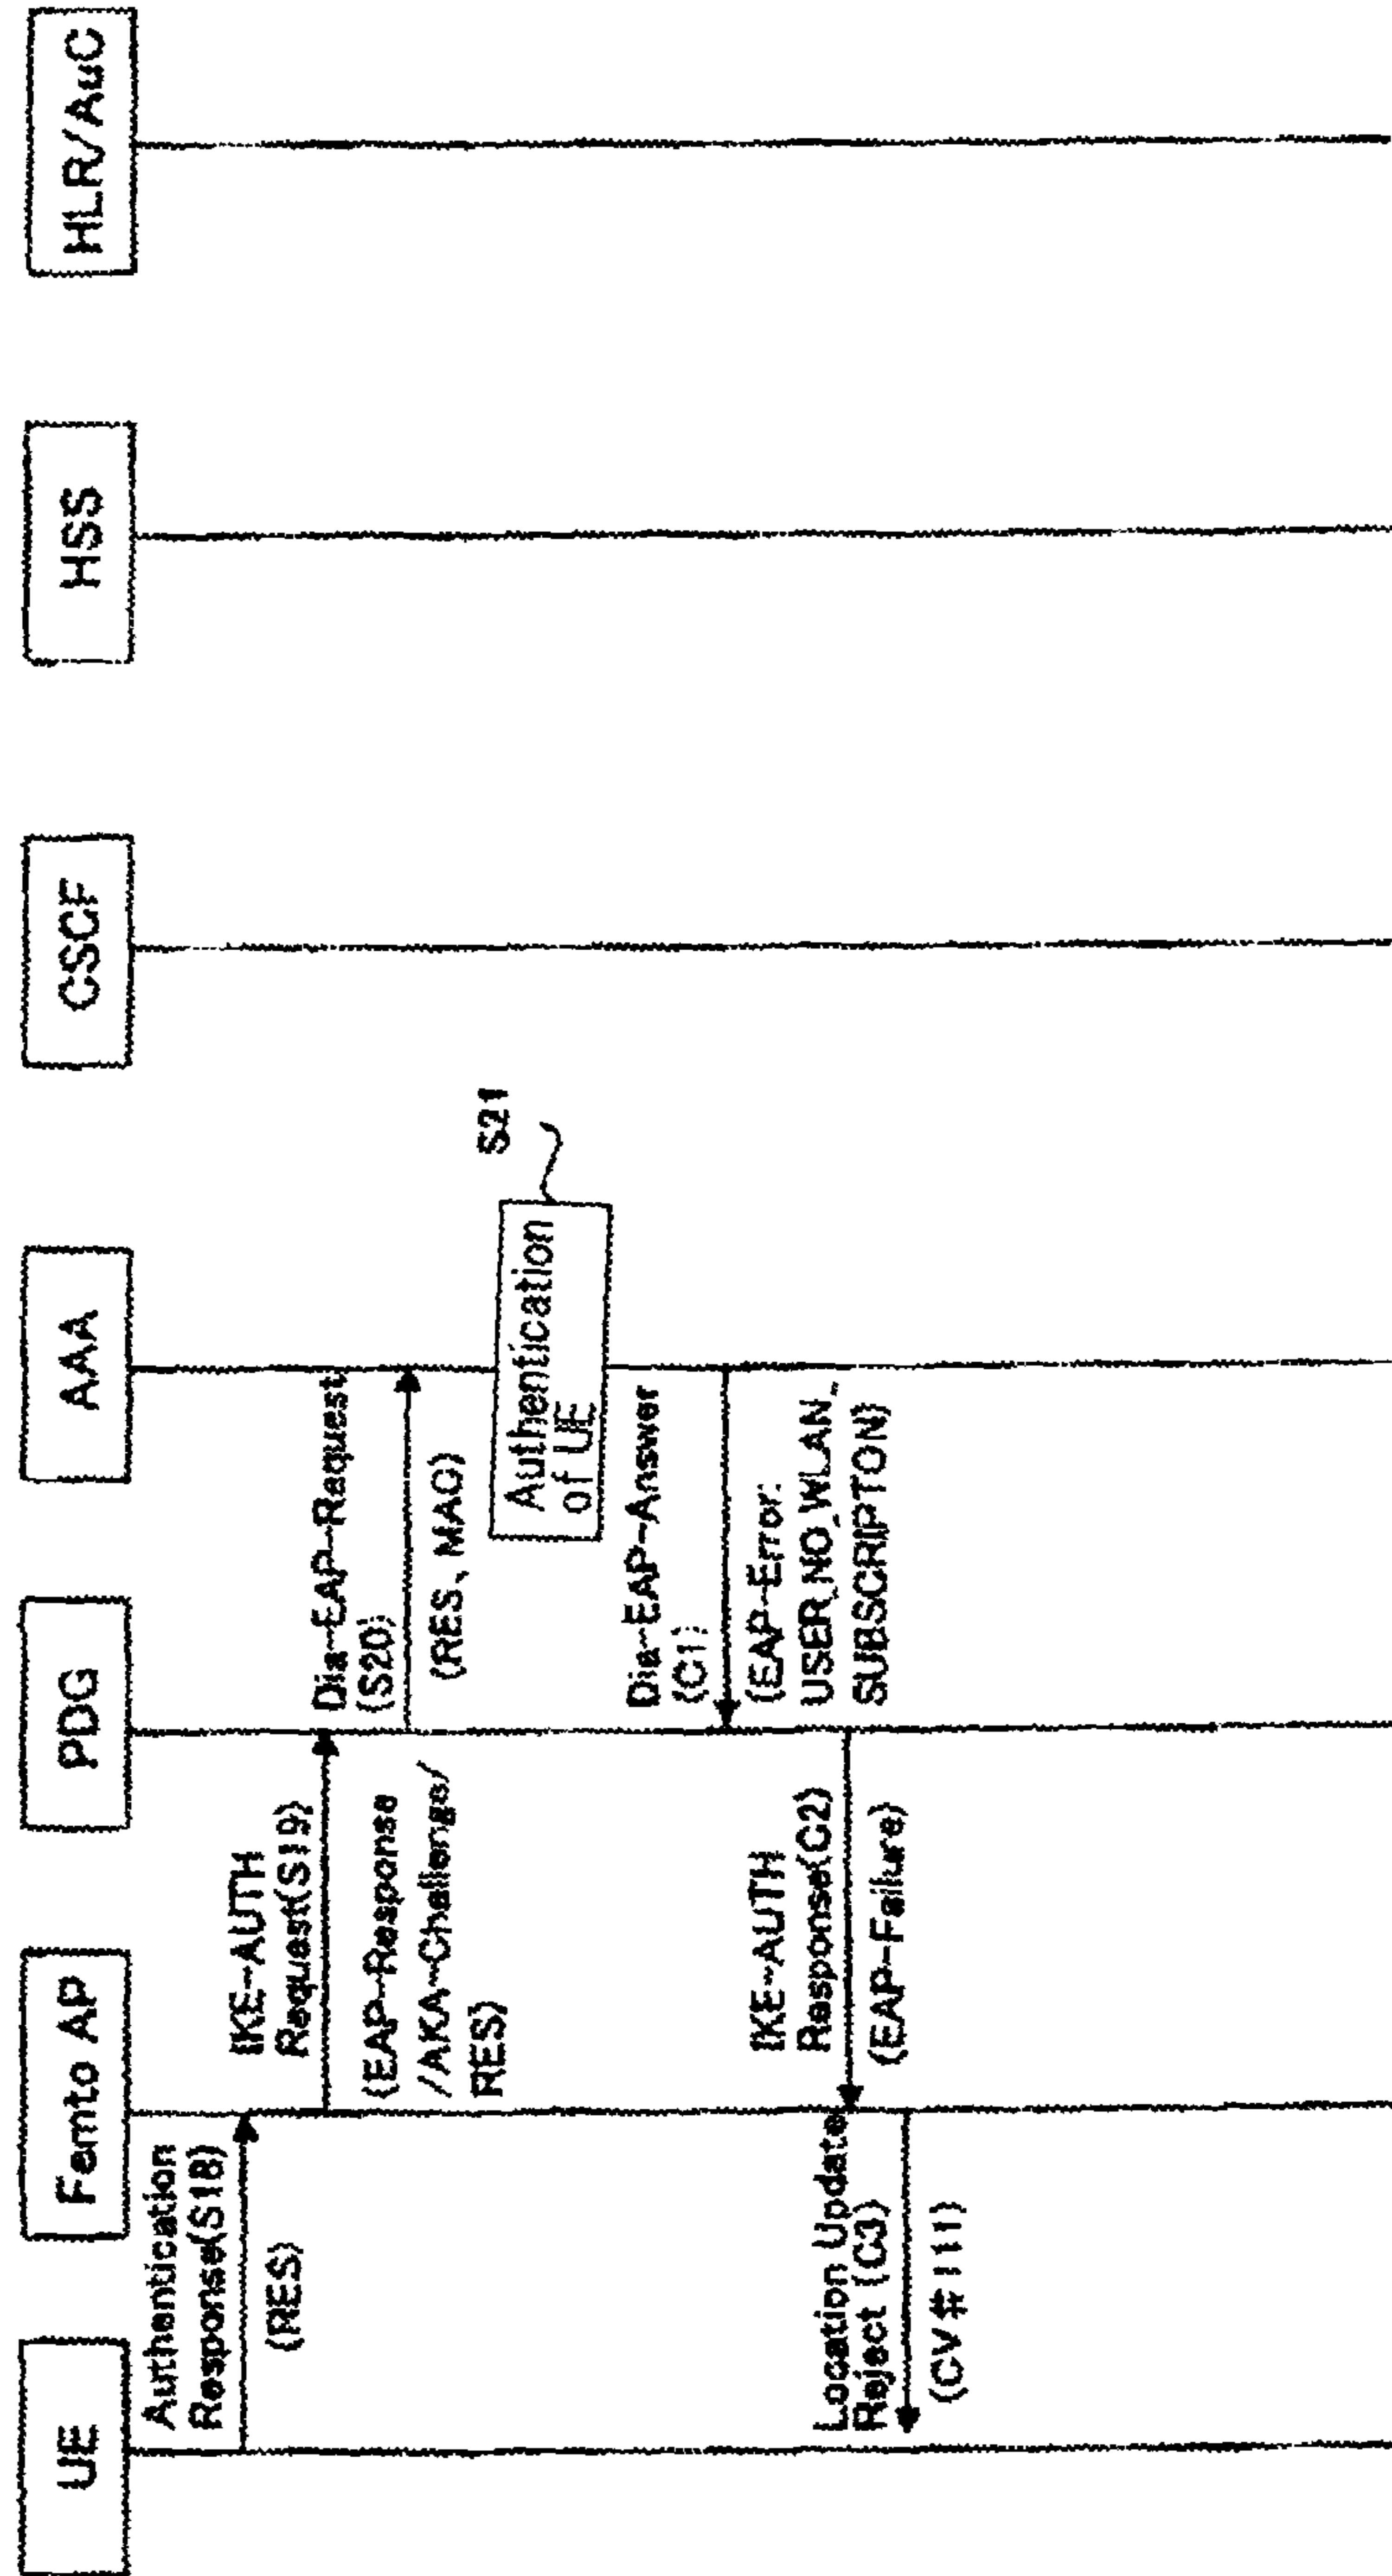 UE
Femto AP
PDG
AAA
CSCF
HSS
HLR/AuC
Authentication
Response(S18)
(RES)
IKE-AUTH
Request(S19)
(EAP-Response
/AKA-Challenge/
RES)
Dia-EAP-Request
(S20)
(RES, MAC)
Authentication
of UE
S21
Dia-EAP-Answer
(C1)
(EAP-Error:
USER_NO_WLAN_
SUBSCRIPTON)
IKE-AUTH
Response(C2)
(EAP-Failure)
Location Update
Reject (C3)
(CV#111)